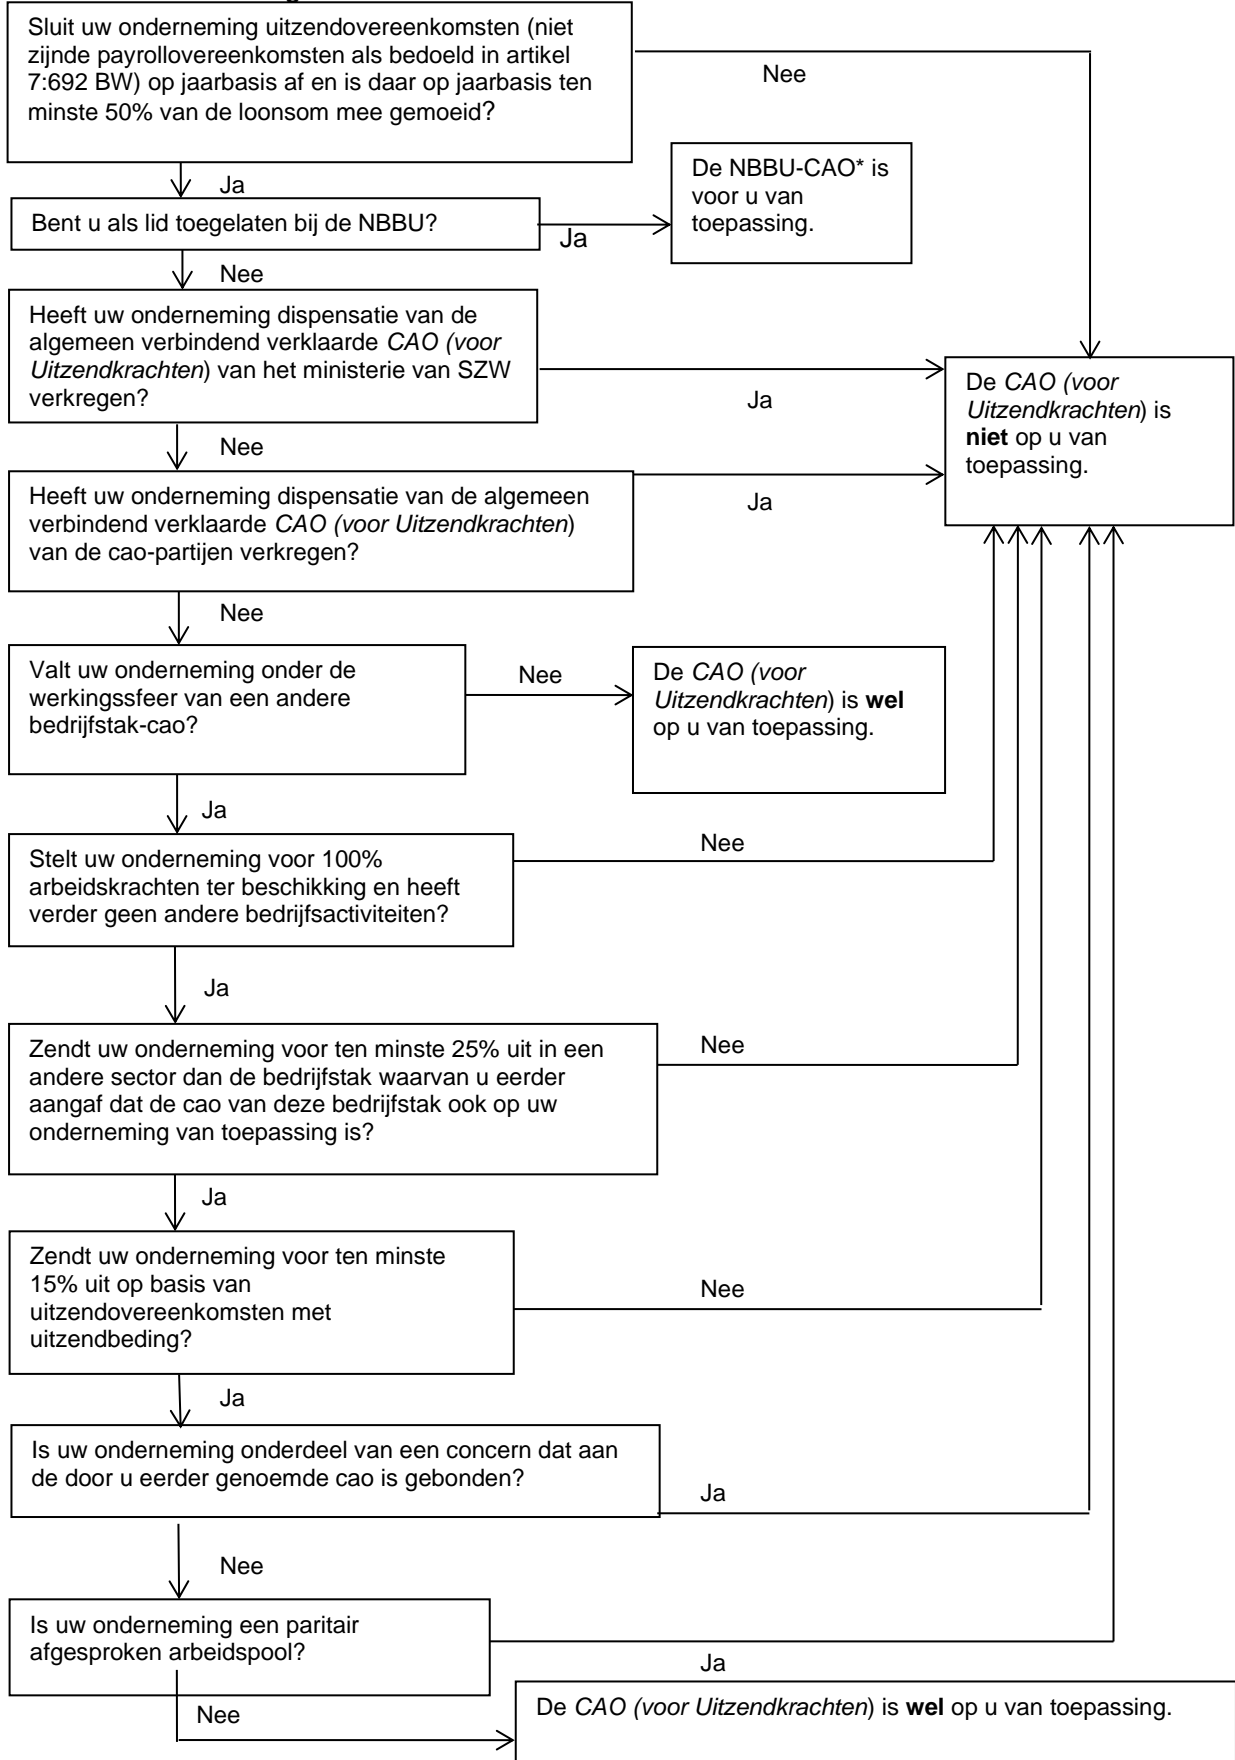 Sluit uw onderneming uitzendovereenkomsten (niet
zijnde payrollovereenkomsten als bedoeld in artikel
7:692 BW) op jaarbasis af en is daar op jaarbasis ten
minste 50% van de loonsom mee gemoeid?
Nee
Ja
De NBBU-CAO* is
voor u van
toepassing.
Bent u als lid toegelaten bij de NBBU?
Ja
Nee
Heeft uw onderneming dispensatie van de
algemeen verbindend verklaarde CAO (voor
Uitzendkrachten) van het ministerie van SZW
verkregen?
Ja
De CAO (voor
Uitzendkrachten) is
niet op u van
toepassing.
Nee
Heeft uw onderneming dispensatie van de algemeen
verbindend verklaarde CAO (voor Uitzendkrachten)
van de cao-partijen verkregen?
Ja
Nee
Valt uw onderneming onder de
werkingssfeer van een andere
bedrijfstak-cao?
Nee
De CAO (voor
Uitzendkrachten) is wel
op u van toepassing.
Ja
Stelt uw onderneming voor 100%
arbeidskrachten ter beschikking en heeft
verder geen andere bedrijfsactiviteiten?
Nee
Ja
Zendt uw onderneming voor ten minste 25% uit in een
andere sector dan de bedrijfstak waarvan u eerder
aangaf dat de cao van deze bedrijfstak ook op uw
onderneming van toepassing is?
Nee
Ja
Zendt uw onderneming voor ten minste
15% uit op basis van
uitzendovereenkomsten met
uitzendbeding?
Nee
Ja
Is uw onderneming onderdeel van een concern dat aan
de door u eerder genoemde cao is gebonden?
Ja
Nee
Is uw onderneming een paritair
afgesproken arbeidspool?
Ja
Nee
De CAO (voor Uitzendkrachten) is wel op u van toepassing.